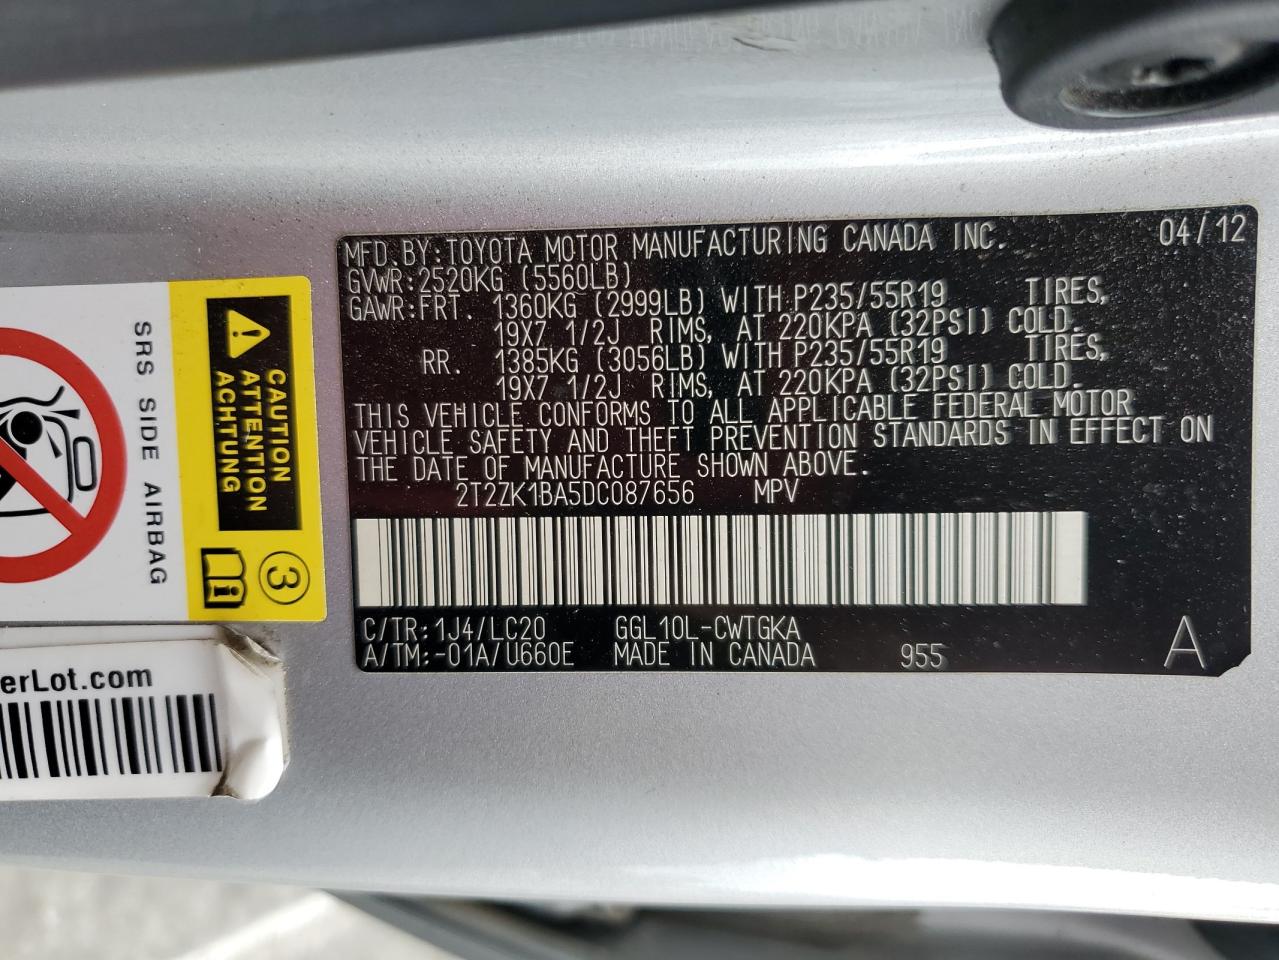 MFD.BY:TOYOTA MOTOR MANUFACTURING CANADA INC. 04/12
GVWR:2520KG (5560LB)
GAWR:FRT. 1360KG (2999LB) WITH P235/55R19 TIRES,
19X7 1/2J RIMS, AT 220KPA (32PSI) COLD.
RR. 1385KG (3056LB) WITH P235/55R19 TIRES,
19X7 1/2J RIMS, AT 220KPA (32PSI) COLD.
THIS VEHICLE CONFORMS TO ALL APPLICABLE FEDERAL MOTOR
VEHICLE SAFETY AND THEFT PREVENTION STANDARDS IN EFFECT ON
THE DATE OF MANUFACTURE SHOWN ABOVE.
2T2ZK1BA5DC087656 MPV
C/TR:1J4/LC20 GGL10L-CWTGKA
A/TM:-01A/U660E MADE IN CANADA 955 A
CAUTION
ATTENTION
ACHTUNG
SRS SIDE AIRBAG
3
erLot.com